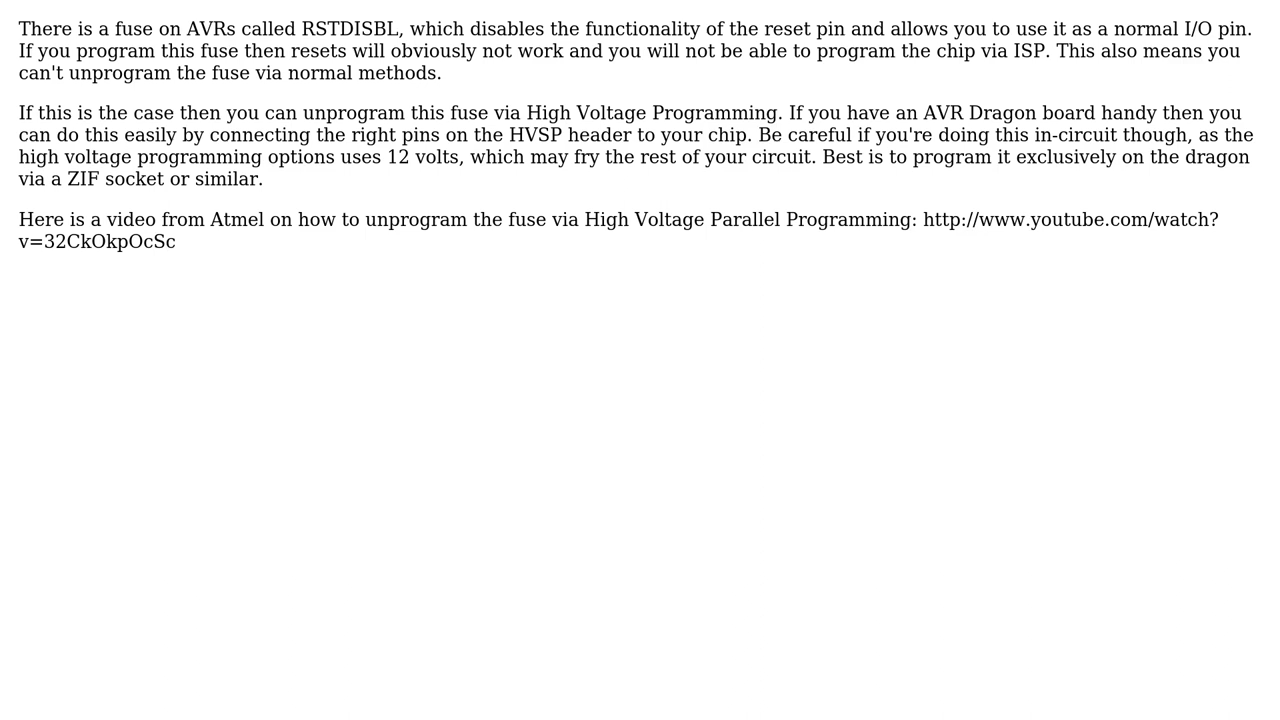 There is a fuse on AVRs called RSTDISBL, which disables the functionality of the reset pin and allows you to use it as a normal I/O pin.
If you program this fuse then resets will obviously not work and you will not be able to program the chip via ISP. This also means you
can't unprogram the fuse via normal methods.
If this is the case then you can unprogram this fuse via High Voltage Programming. If you have an AVR Dragon board handy then you
can do this easily by connecting the right pins on the HVSP header to your chip. Be careful if you're doing this in-circuit though, as the
high voltage programming options uses 12 volts, which may fry the rest of your circuit. Best is to program it exclusively on the dragon
via a ZIF socket or similar.
Here is a video from Atmel on how to unprogram the fuse via High Voltage Parallel Programming: http://www.youtube.com/watch?
v=32CkOkpOcSc